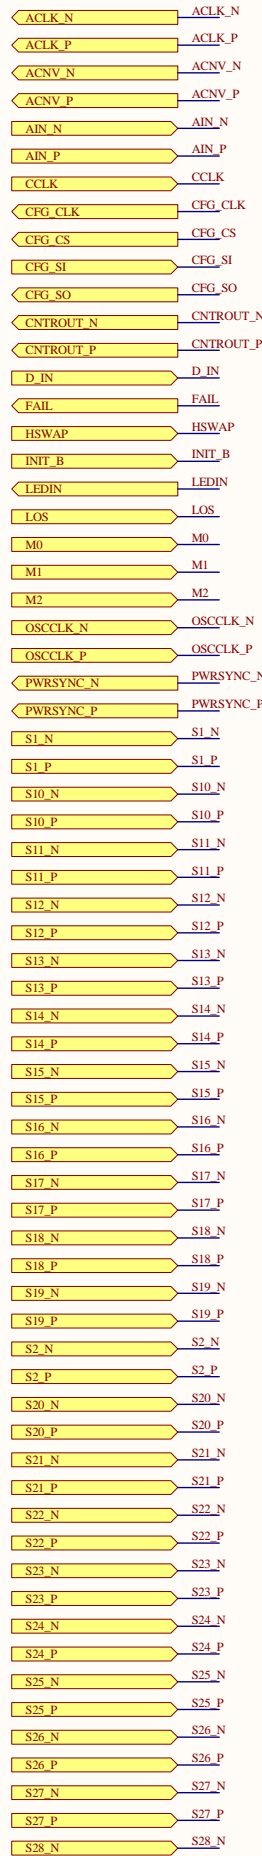 ACLK_N ACLK_N
ACLK_P ACLK_P
ACNV_N ACNV_N
ACNV_P ACNV_P
AIN_N AIN_N
AIN_P AIN_P
CCLK CCLK
CFG_CLK CFG_CLK
CFG_CS CFG_CS
CFG_SI CFG_SI
CFG_SO CFG_SO
CNTROUT_N CNTROUT_N
CNTROUT_P CNTROUT_P
D_IN D_IN
FAIL FAIL
HSWAP HSWAP
INIT_B INIT_B
LEDIN LEDIN
LOS LOS
M0 M0
M1 M1
M2 M2
OSCCLK_N OSCCLK_N
OSCCLK_P OSCCLK_P
PWRSYNC_N PWRSYNC_N
PWRSYNC_P PWRSYNC_P
S1_N S1_N
S1_P S1_P
S10_N S10_N
S10_P S10_P
S11_N S11_N
S11_P S11_P
S12_N S12_N
S12_P S12_P
S13_N S13_N
S13_P S13_P
S14_N S14_N
S14_P S14_P
S15_N S15_N
S15_P S15_P
S16_N S16_N
S16_P S16_P
S17_N S17_N
S17_P S17_P
S18_N S18_N
S18_P S18_P
S19_N S19_N
S19_P S19_P
S2_N S2_N
S2_P S2_P
S20_N S20_N
S20_P S20_P
S21_N S21_N
S21_P S21_P
S22_N S22_N
S22_P S22_P
S23_N S23_N
S23_P S23_P
S24_N S24_N
S24_P S24_P
S25_N S25_N
S25_P S25_P
S26_N S26_N
S26_P S26_P
S27_N S27_N
S27_P S27_P
S28_N S28_N